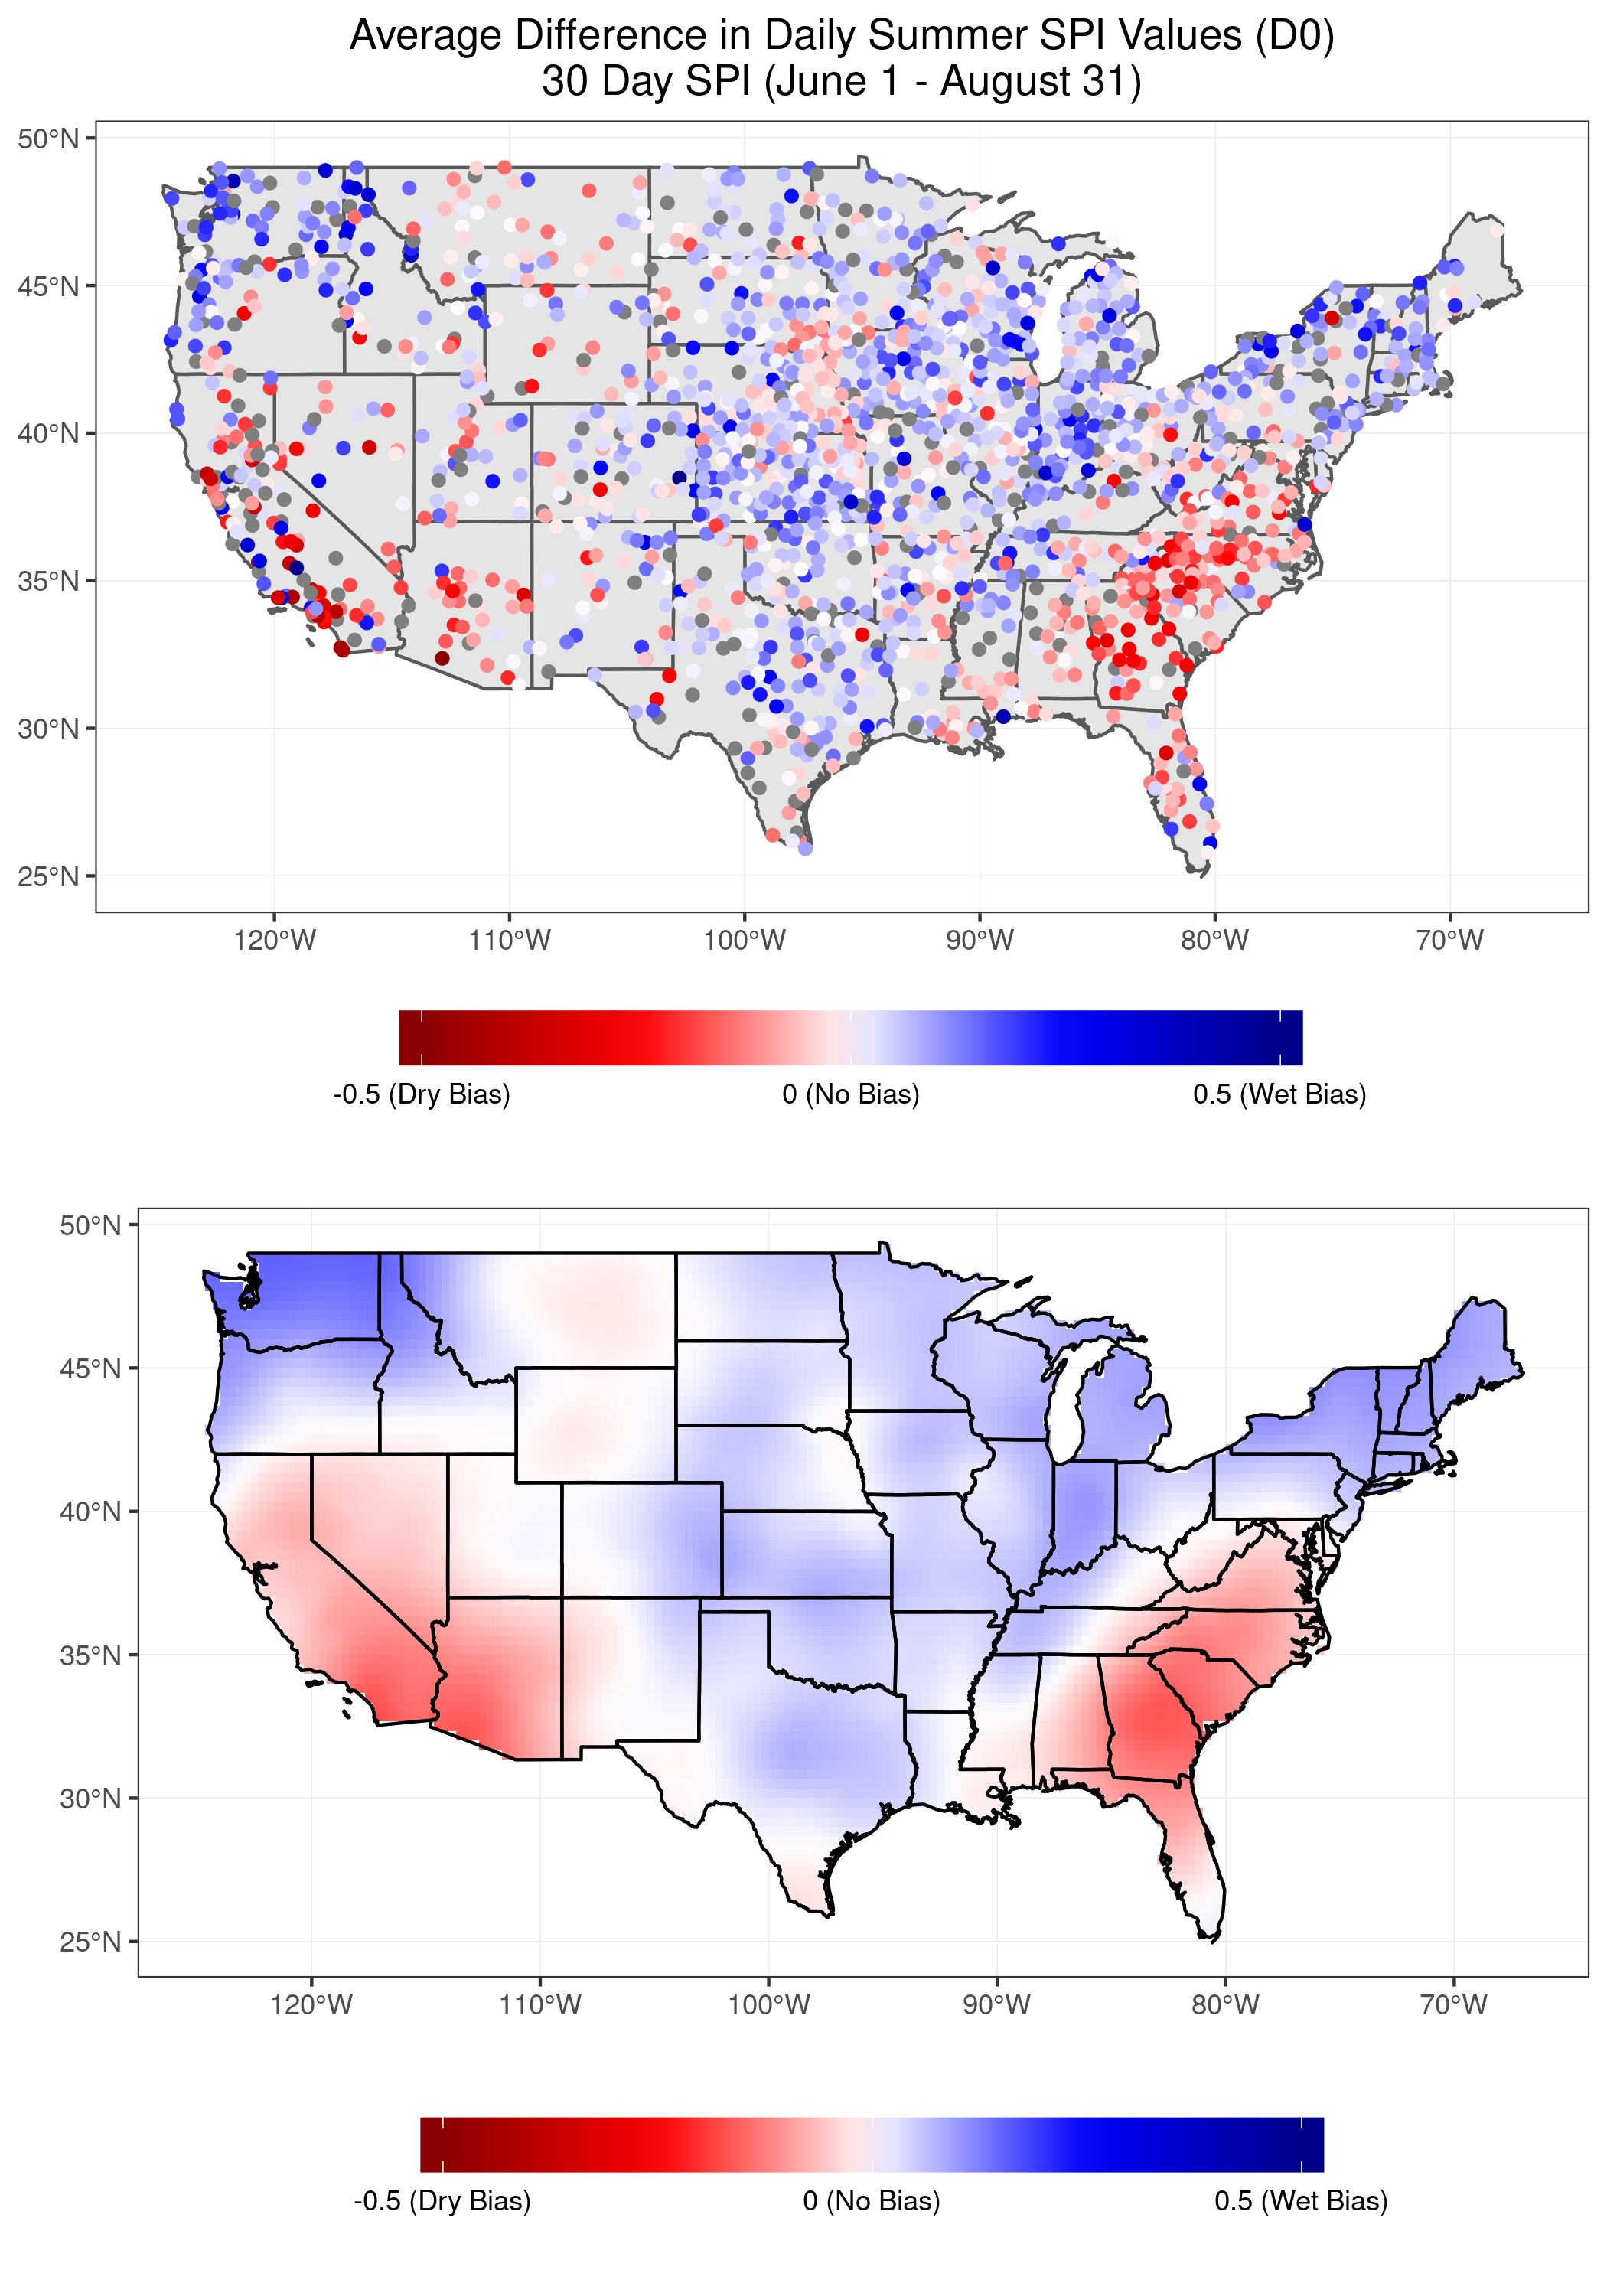 Average Difference in Daily Summer SPI Values (D0)
30 Day SPI (June 1 - August 31)
50°N
45°N
40°N
35°N
30°N
25°N
120°W 110°W 100°W 90°W 80°W 70°W
-0.5 (Dry Bias) 0 (No Bias) 0.5 (Wet Bias)
50°N
45°N
40°N
35°N
30°N
25°N
120°W 110°W 100°W 90°W 80°W 70°W
-0.5 (Dry Bias) 0 (No Bias) 0.5 (Wet Bias)